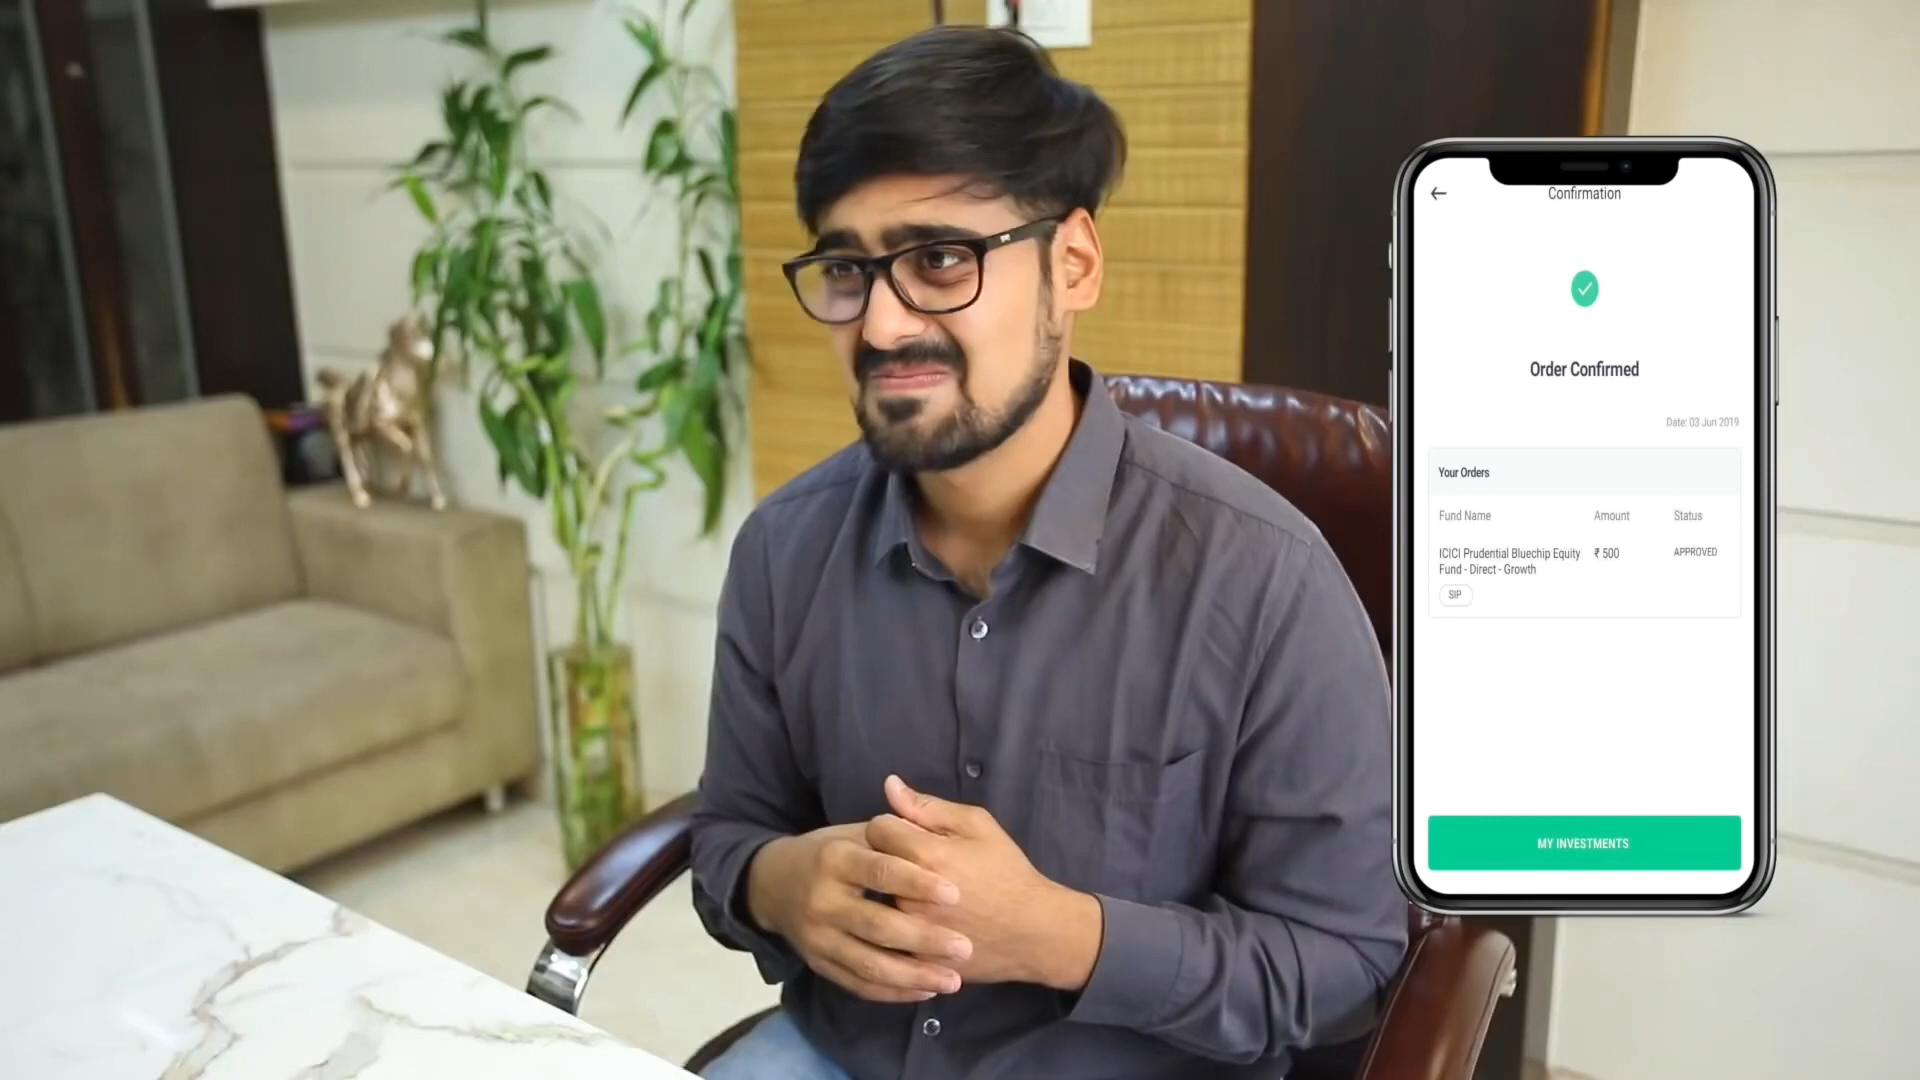 Confirmation
Order Confirmed
Date: 03 Jun 2019
Your Orders
Fund Name Amount Status
ICICI Prudential Bluechip Equity ₹ 500 APPROVED
Fund - Direct - Growth
SIP
MY INVESTMENTS